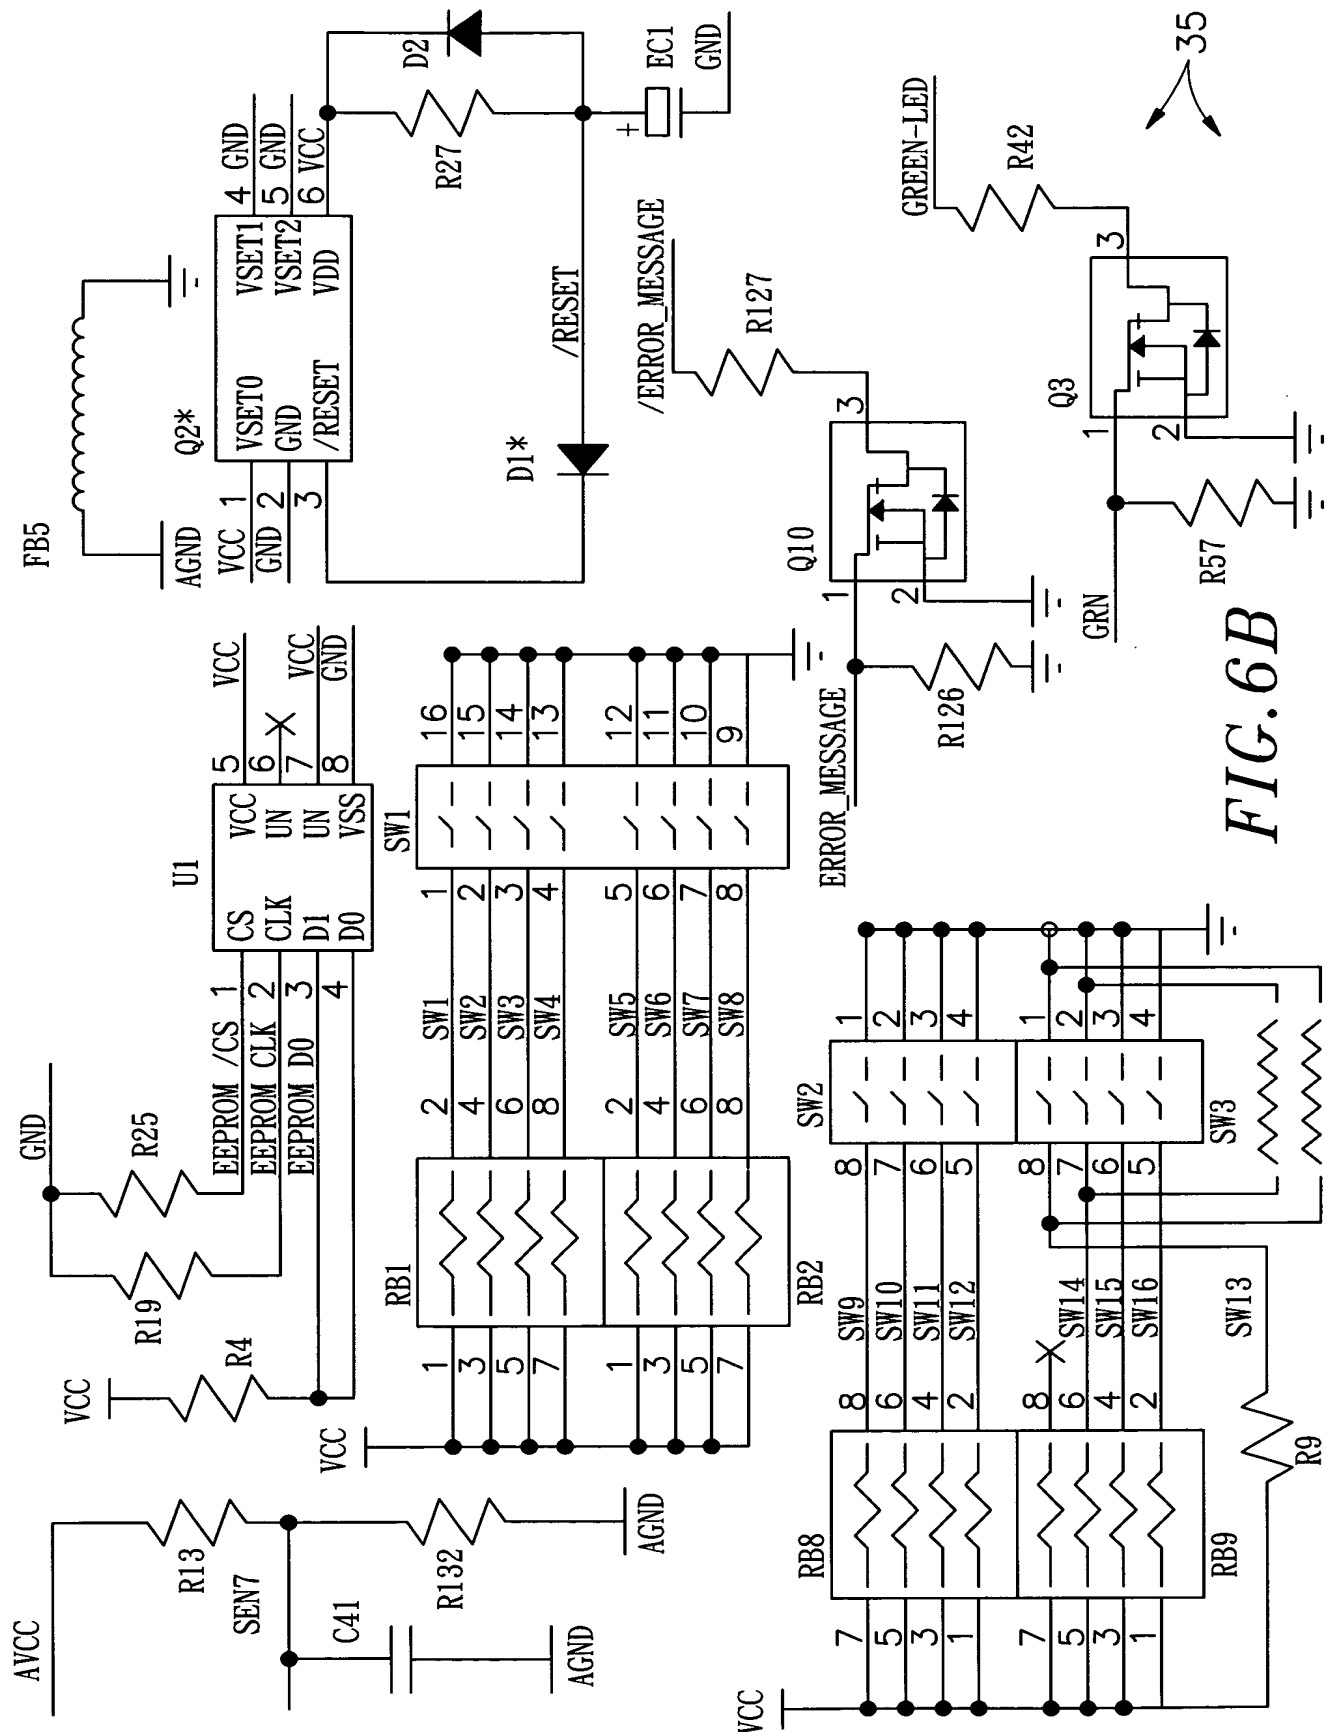 FB5
AGND
Q2*
VCC 1 VSET0 VSET1 4 GND
GND 2 GND VSET2 5 GND
3 /RESET VDD 6 VCC
D2
R27
EC1
+
GND
/RESET
D1*
GND
R25
R19
R4
VCC
U1
EEPROM /CS 1 CS VCC 5 VCC
EEPROM CLK 2 CLK UN 6
EEPROM D0 3 D1 UN 7 VCC
4 D0 VSS 8 GND
AVCC
R13
SEN7
R132
C41
AGND
AGND
VCC
RB1
SW1
1 2 SW1 1 16
3 4 SW2 2 15
5 6 SW3 3 14
7 8 SW4 4 13
1 2 SW5 5 12
3 4 SW6 6 11
5 6 SW7 7 10
7 8 SW8 8 9
RB2
/ERROR_MESSAGE
R127
Q10
3
1
2
ERROR_MESSAGE
R126
GREEN-LED
R42
Q3
3
1
2
GRN
R57
35
VCC
RB8
SW2
7 8 SW9 8 1
5 6 SW10 7 2
3 4 SW11 6 3
1 2 SW12 5 4
7 8 8 1
5 6 SW14 7 2
3 4 SW15 6 3
1 2 SW16 5 4
RB9
SW13
SW3
R9
FIG. 6B